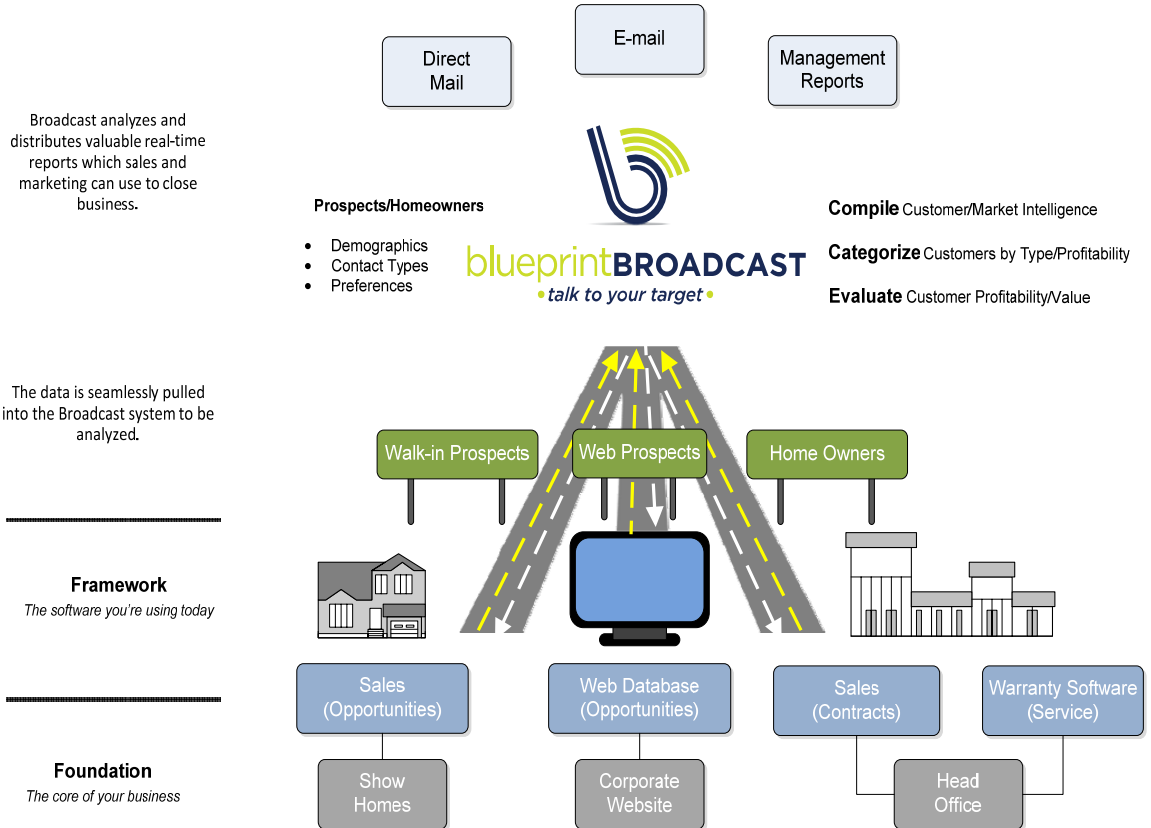 E-mail
Direct
Mail
Management
Reports
Broadcast analyzes and
distributes valuable real-time
reports which sales and
marketing can use to close
business.
Prospects/Homeowners
• Demographics
• Contact Types
• Preferences
blueprintBROADCAST
• talk to your target •
Compile Customer/Market Intelligence
Categorize Customers by Type/Profitability
Evaluate Customer Profitability/Value
The data is seamlessly pulled
into the Broadcast system to be
analyzed.
Walk-in Prospects
Web Prospects
Home Owners
Framework
The software you're using today
Sales
(Opportunities)
Web Database
(Opportunities)
Sales
(Contracts)
Warranty Software
(Service)
Foundation
The core of your business
Show
Homes
Corporate
Website
Head
Office